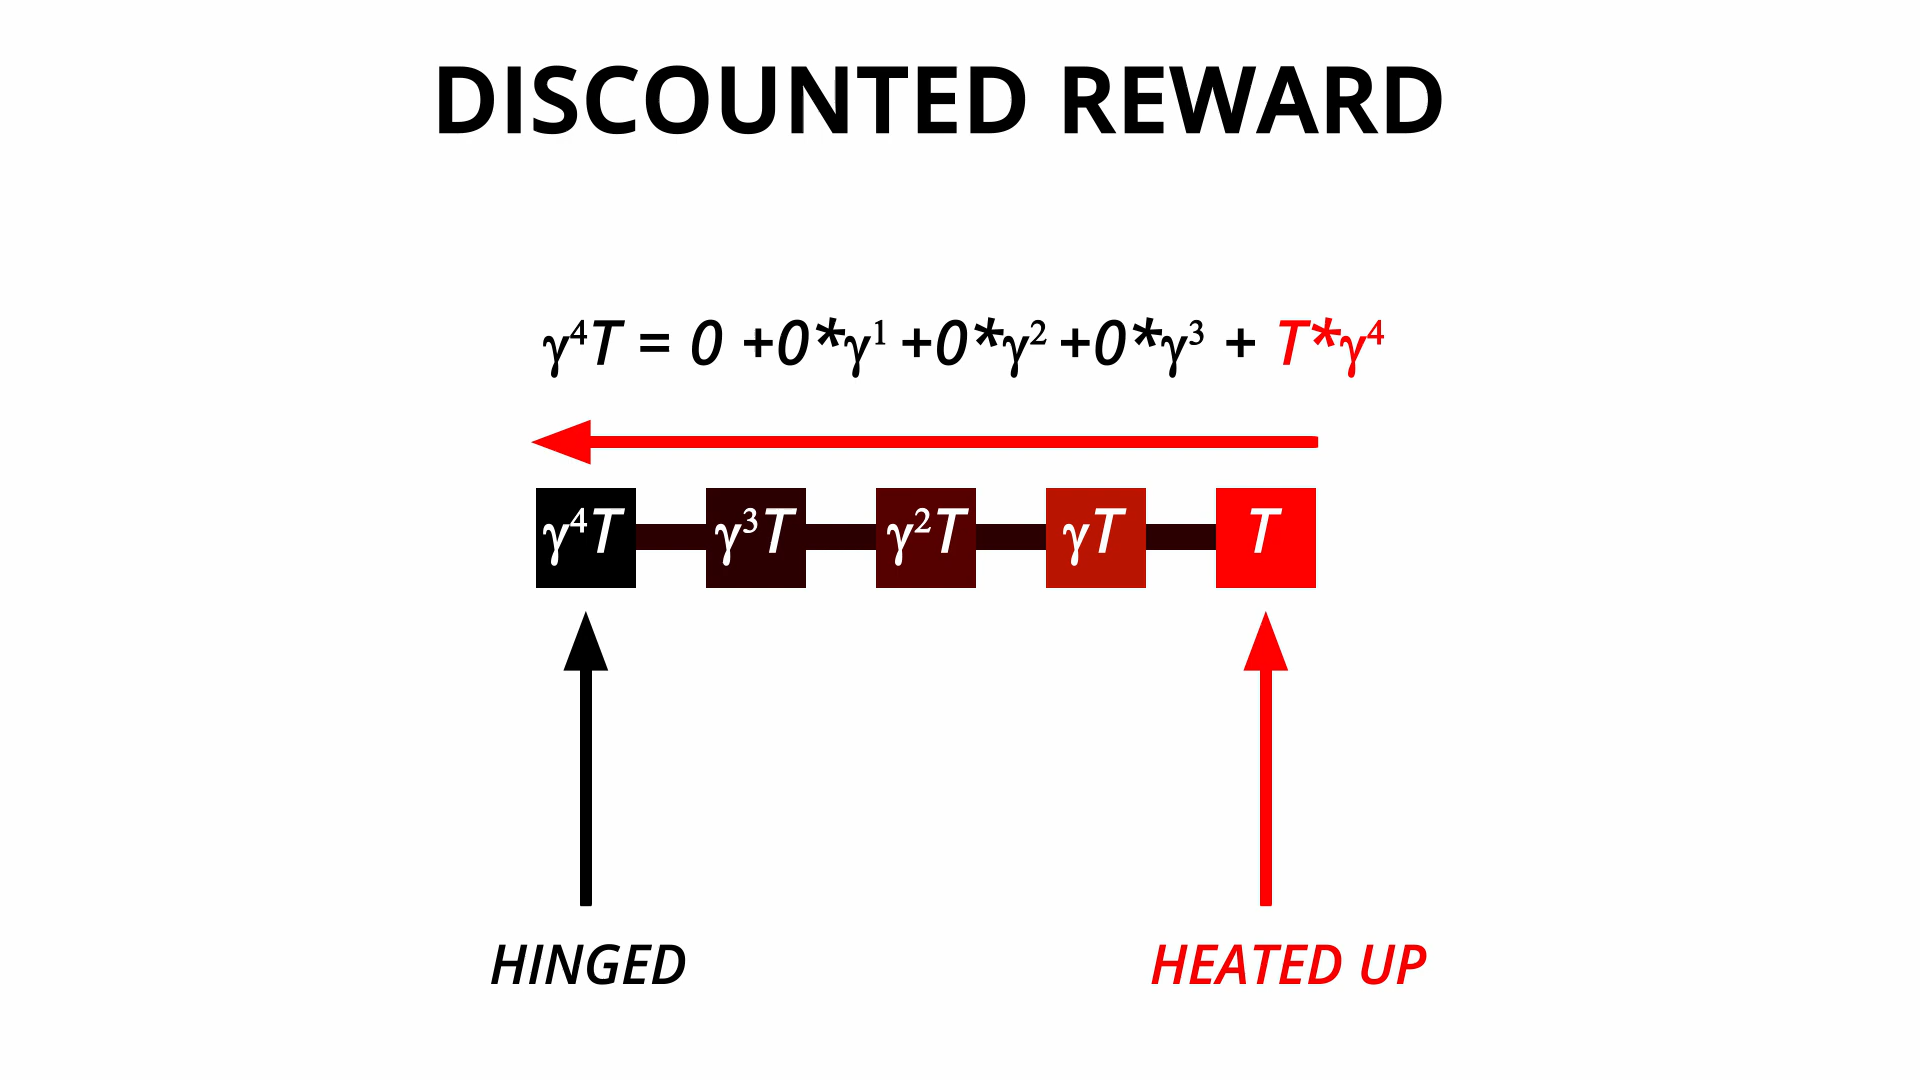 DISCOUNTED REWARD
γ⁴T = 0 +0*γ¹ +0*γ² +0*γ³ + T*γ⁴
γ⁴T γ³T γ²T γT T
HINGED HEATED UP